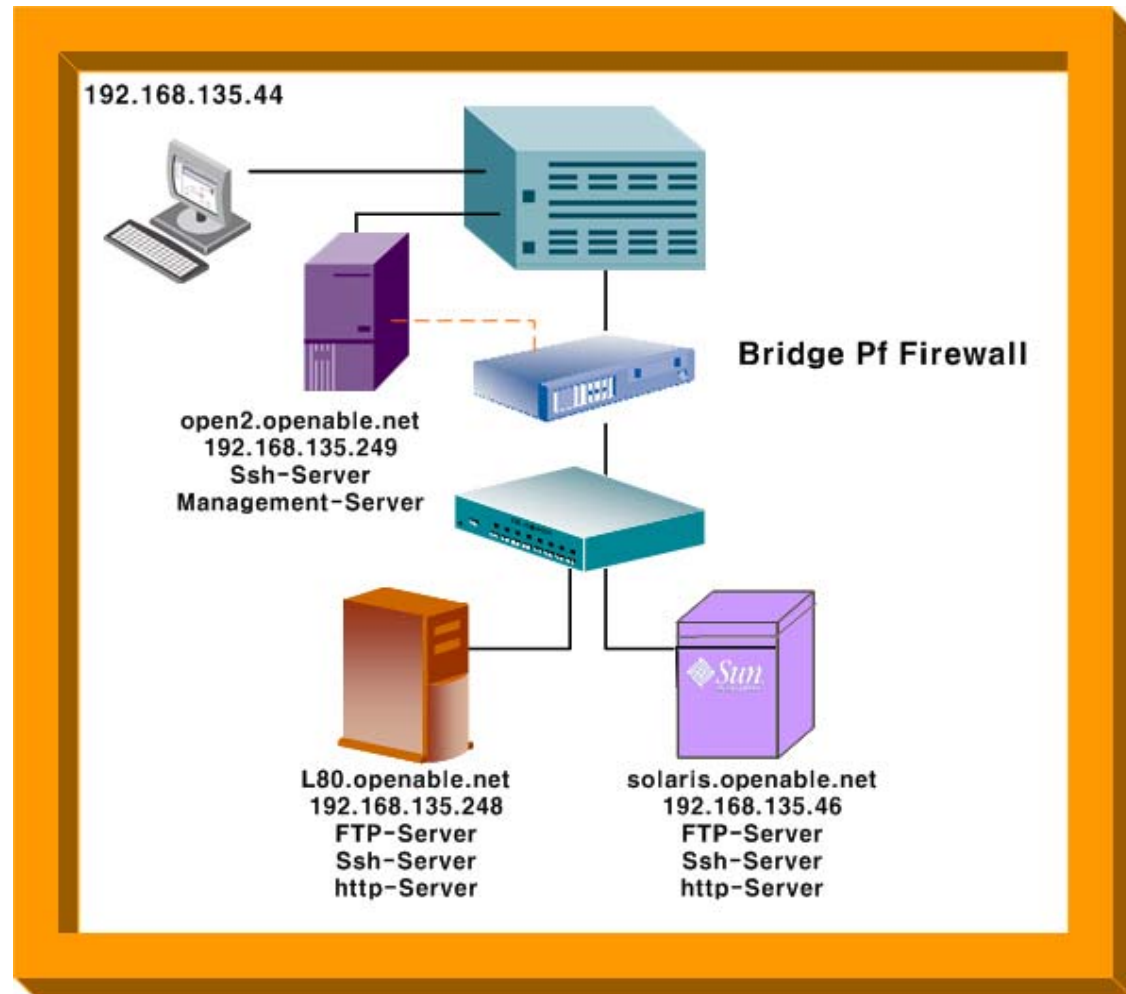 192.168.135.44
Bridge Pf Firewall
open2.openable.net
192.168.135.249
Ssh-Server
Management-Server
Sun
L80.openable.net
192.168.135.248
FTP-Server
Ssh-Server
http-Server
solaris.openable.net
192.168.135.46
FTP-Server
Ssh-Server
http-Server